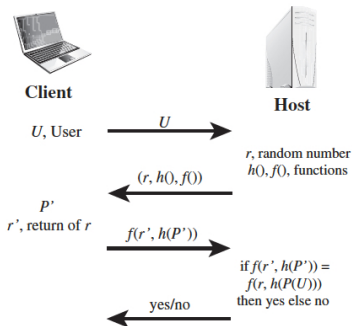 Client
Host
U, User
U
r, random number
h(), f(), functions
(r, h(), f())
P’
r’, return of r
f(r’, h(P’))
if f(r’, h(P’)) =
f(r, h(P(U)))
then yes else no
yes/no